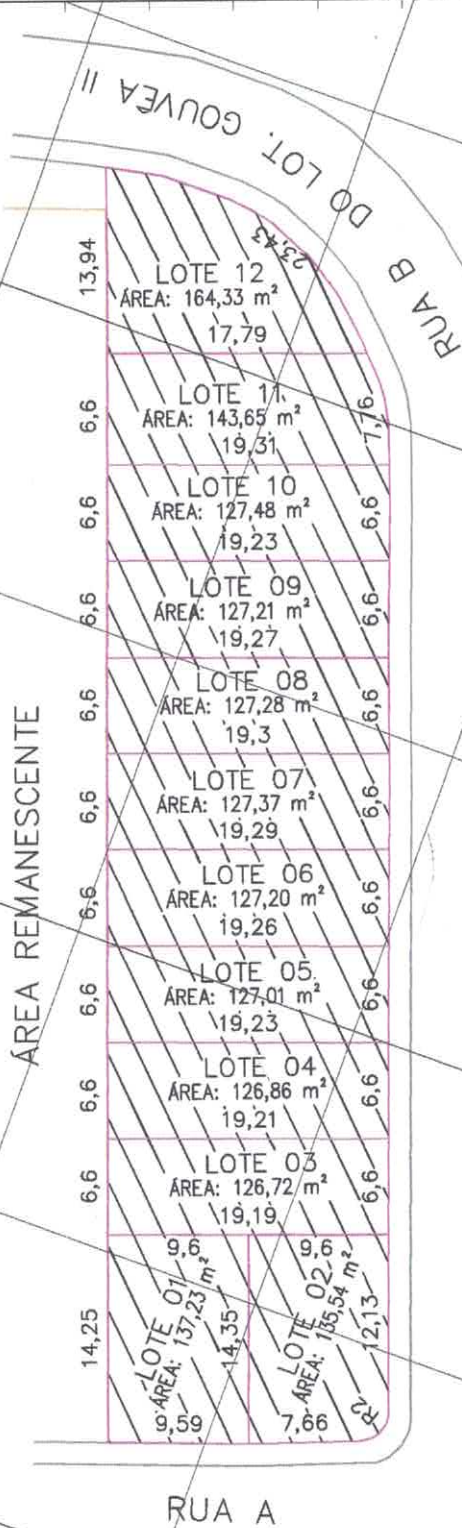 RUA B DO LOT. GOUVÊA II
13,94
23,43
LOTE 12
ÁREA: 164,33 m²
17,79
6,6
LOTE 11
ÁREA: 143,65 m²
7,76
19,31
6,6
LOTE 10
ÁREA: 127,48 m²
6,6
19,23
6,6
LOTE 09
ÁREA: 127,21 m²
6,6
19,27
6,6
LOTE 08
ÁREA: 127,28 m²
6,6
19,3
6,6
LOTE 07
ÁREA: 127,37 m²
6,6
19,29
6,6
LOTE 06
ÁREA: 127,20 m²
6,6
19,26
6,6
LOTE 05
ÁREA: 127,01 m²
6,6
19,23
6,6
LOTE 04
ÁREA: 126,86 m²
6,6
19,21
6,6
LOTE 03
ÁREA: 126,72 m²
6,6
19,19
ÁREA REMANESCENTE
14,25
9,6
LOTE 01
ÁREA: 137,23 m²
14,35
9,59
9,6
LOTE 02
ÁREA: 135,54 m²
12,13
7,66
R2
RUA A